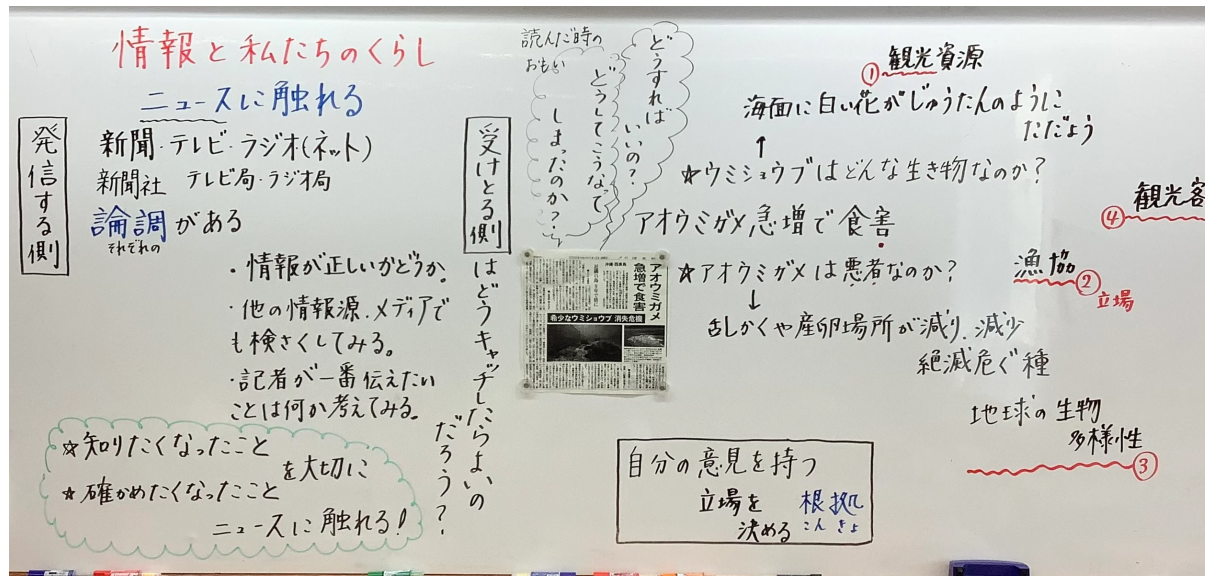 情報と私たちのくらし
ニュースに触れる
発信する側
新聞・テレビ・ラジオ(ネット)
新聞社 テレビ局・ラジオ局
論調がある
それぞれの
受けとる側
はどうキャッチしたらよいの
だろう?
・情報が正しいかどうか。
・他の情報源、メディアで
も検さくしてみる。
・記者が一番伝えたい
ことは何か考えてみる。
☆知りたくなったこと
を大切に
☆確かめたくなったこと
ニュースに触れる!
読んだ時の
おもい
どうすれば
いいの?
どうしてこうなって
しまったのか?
アオウミガメ
急増で食害
希少なウミショウブ 消失危機
① 観光資源
海面に白い花がじゅうたんのように
ただよう
☆ウミショウブはどんな生き物なのか?
アオウミガメ急増で食害
④ 観光客
☆アオウミガメは悪者なのか?
漁協
② 立場
らしかくや産卵場所が減り、減少
絶滅危ぐ種
地球の生物
多様性
③
自分の意見を持つ
立場を
決める
根拠
こんきょ